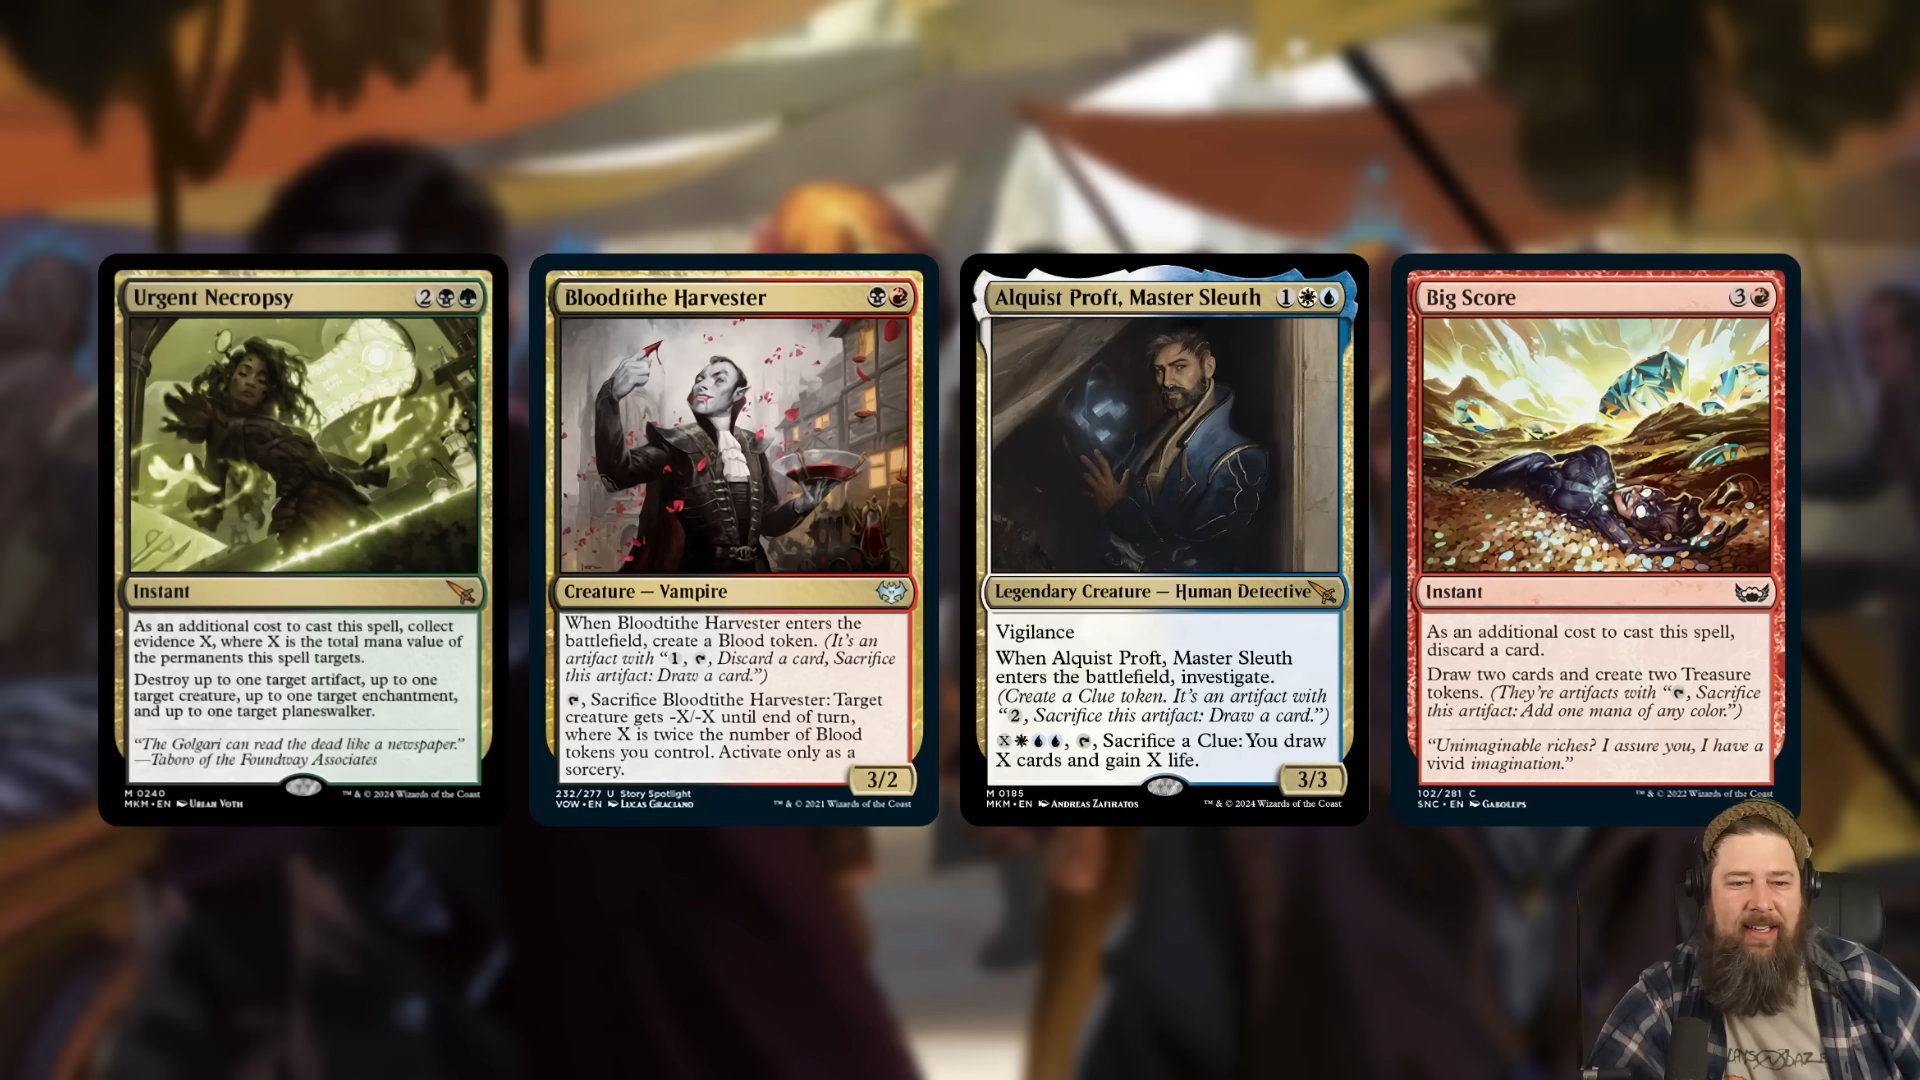 Urgent Necropsy 2
Instant
As an additional cost to cast this spell, collect
evidence X, where X is the total mana value of
the permanents this spell targets.
Destroy up to one target artifact, up to one
target creature, up to one target enchantment,
and up to one target planeswalker.
“The Golgari can read the dead like a newspaper.”
—Taboro of the Foundway Associates
M 0240
MKM • EN Uriah Voth
™ & © 2024 Wizards of the Coast
Bloodtithe Harvester
Creature — Vampire
When Bloodtithe Harvester enters the
battlefield, create a Blood token. (It's an
artifact with “1, , Discard a card, Sacrifice
this artifact: Draw a card.”)
, Sacrifice Bloodtithe Harvester: Target
creature gets -X/-X until end of turn,
where X is twice the number of Blood
tokens you control. Activate only as a
sorcery.
3/2
232/277 U Story Spotlight
VOW • EN Lucas Graciano
™ & © 2021 Wizards of the Coast
Alquist Proft, Master Sleuth 1
Legendary Creature — Human Detective
Vigilance
When Alquist Proft, Master Sleuth
enters the battlefield, investigate.
(Create a Clue token. It's an artifact with
“2, Sacrifice this artifact: Draw a card.”)
X , , Sacrifice a Clue: You draw
X cards and gain X life.
3/3
M 0185
MKM • EN Andreas Zafiratos
™ & © 2024 Wizards of the Coast
Big Score 3
Instant
As an additional cost to cast this spell,
discard a card.
Draw two cards and create two Treasure
tokens. (They're artifacts with “ , Sacrifice
this artifact: Add one mana of any color.”)
“Unimaginable riches? I assure you, I have a
vivid imagination.”
102/281 C
SNC • EN Gaboleps
™ & © 2022 Wizards of the Coast